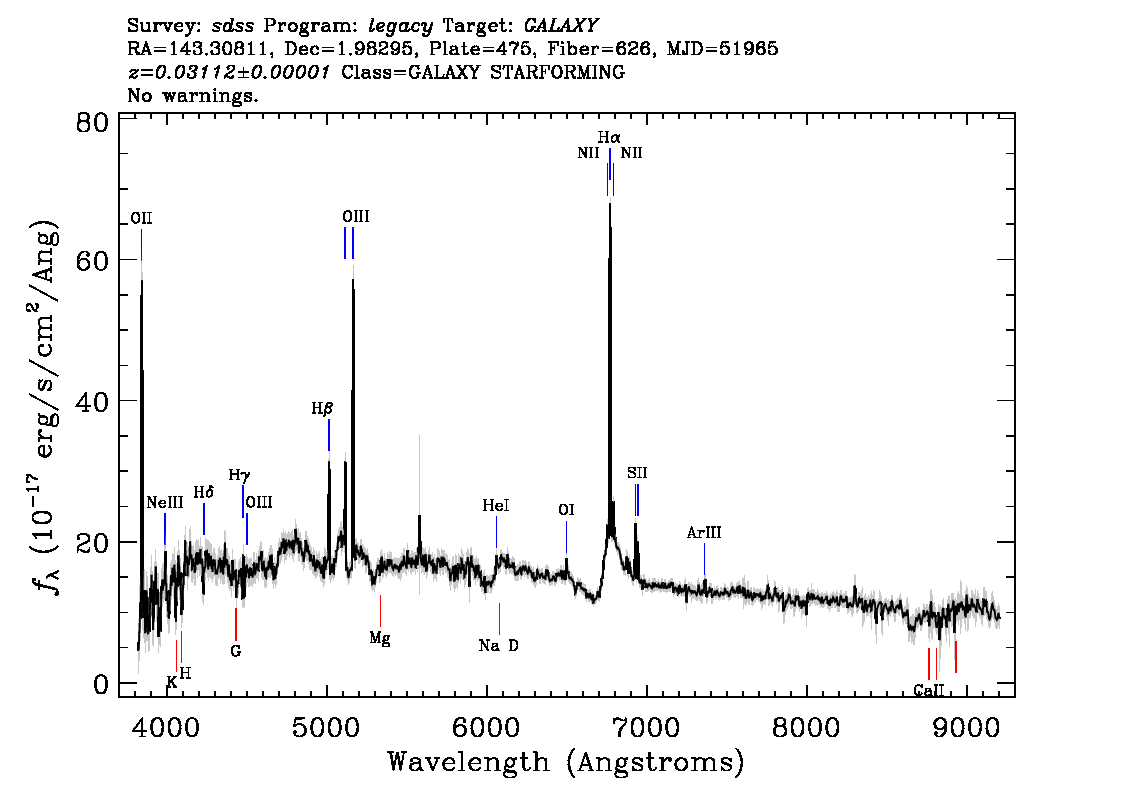 Survey: sdss Program: legacy Target: GALAXY
RA=143.30811, Dec=1.98295, Plate=475, Fiber=626, MJD=51965
z=0.03112±0.00001 Class=GALAXY STARFORMING
No warnings.
80
60
40
20
0
f_λ (10^−17 erg/s/cm^2/Ang)
Hα
NII NII
OII OIII
Hβ
Hγ SII
NeIII Hδ OIII HeI OI
ArIII
Mg Na D
G
K H
CaII
4000 5000 6000 7000 8000 9000
Wavelength (Angstroms)